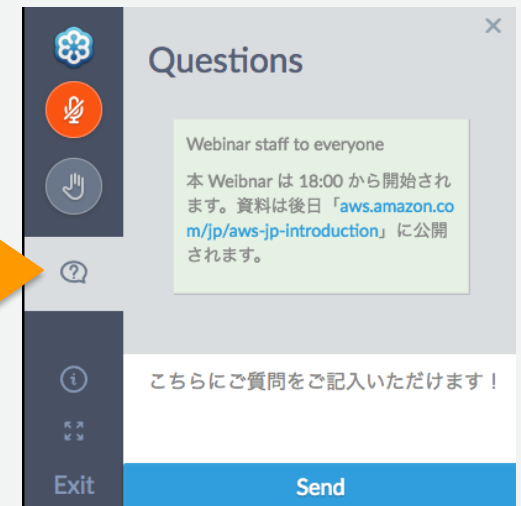 Questions
Webinar staff to everyone
本 Weibnar は 18:00 から開始され
ます。資料は後日「aws.amazon.co
m/jp/aws-jp-introduction」に公開
されます。
こちらにご質問をご記入いただけます！
Exit
Send